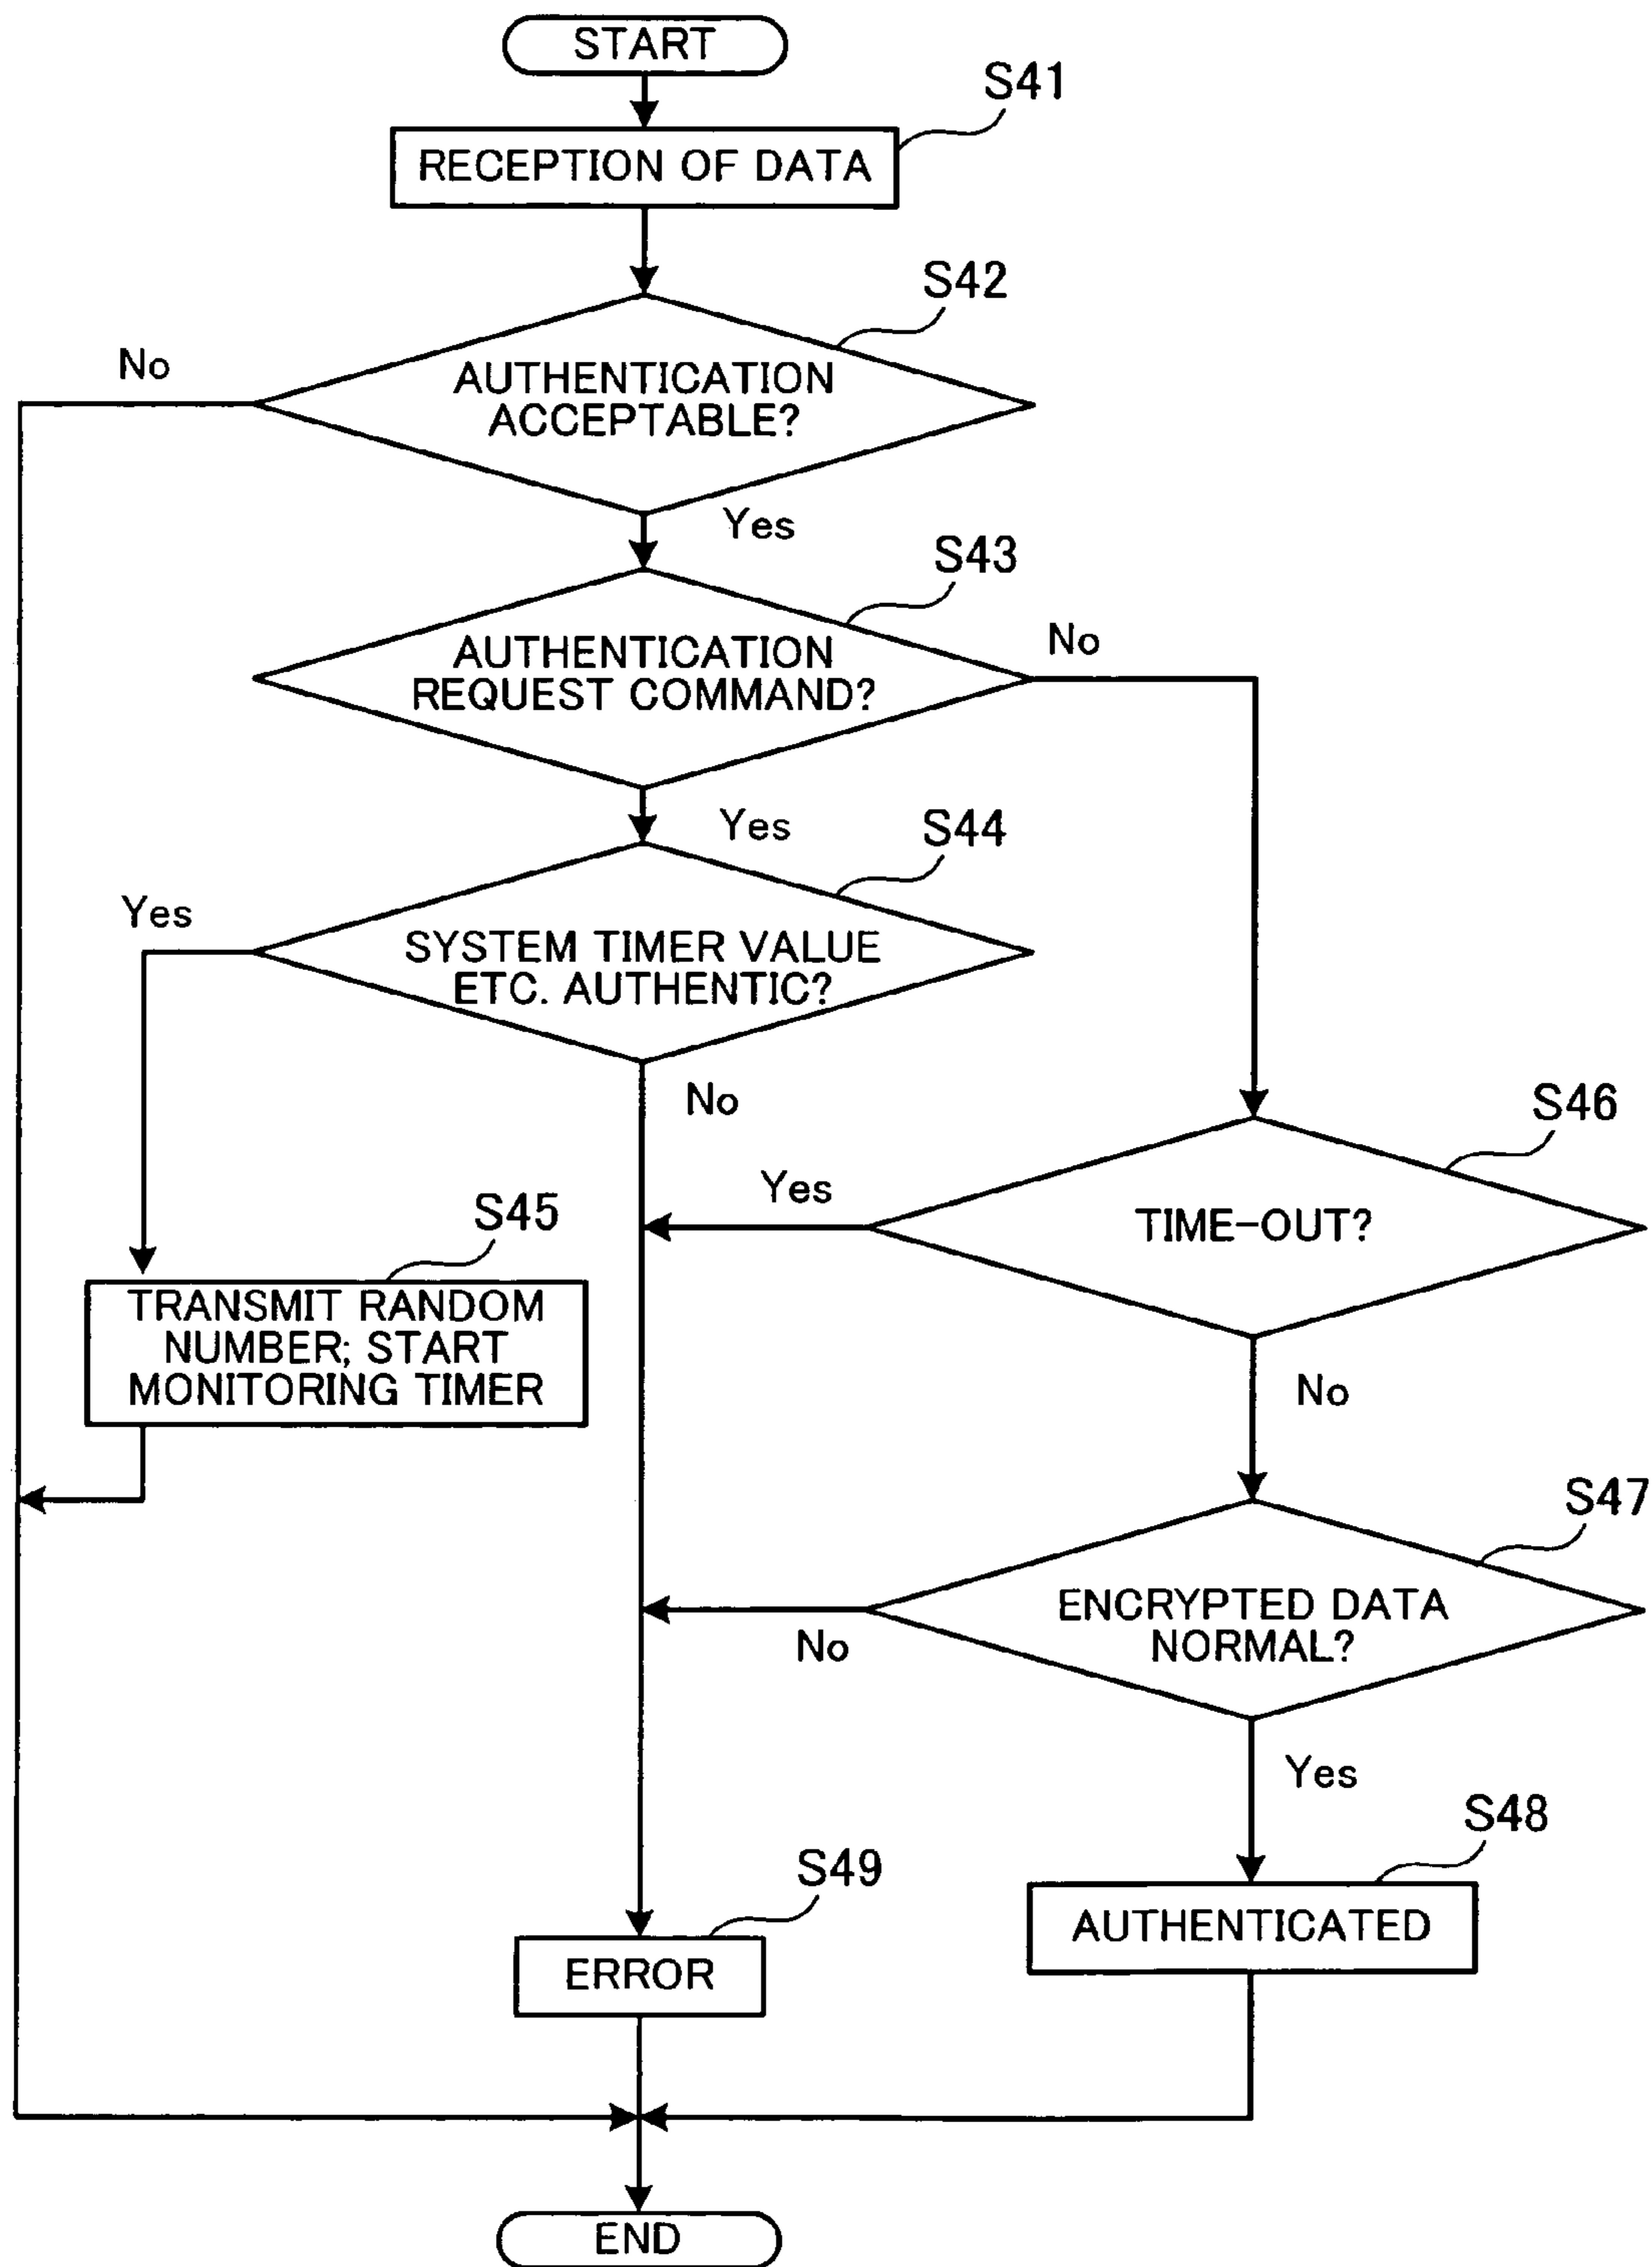 START
S41
RECEPTION OF DATA
S42
No
AUTHENTICATION
ACCEPTABLE?
Yes
S43
No
AUTHENTICATION
REQUEST COMMAND?
Yes
S44
Yes
SYSTEM TIMER VALUE
ETC. AUTHENTIC?
No
S46
Yes
TIME-OUT?
S45
TRANSMIT RANDOM
NUMBER; START
MONITORING TIMER
No
S47
ENCRYPTED DATA
NORMAL?
No
Yes
S48
S49
AUTHENTICATED
ERROR
END